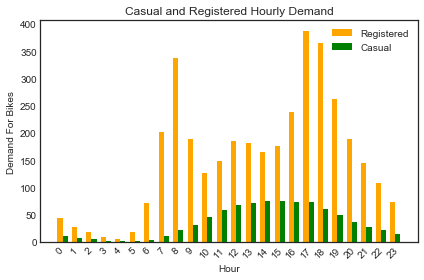 Casual and Registered Hourly Demand
Registered
Casual
Demand For Bikes
400
350
300
250
200
150
100
50
0
0 1 2 3 4 5 6 7 8 9 10 11 12 13 14 15 16 17 18 19 20 21 22 23
Hour